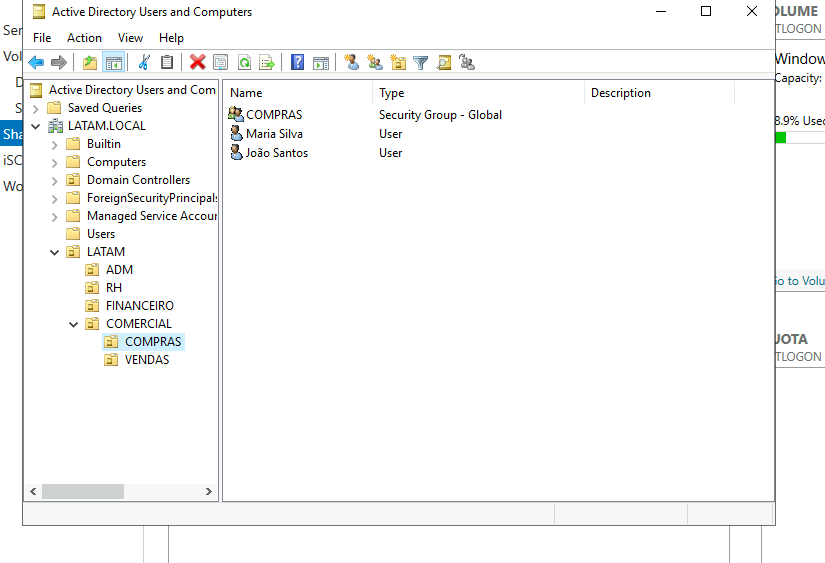 Active Directory Users and Computers
File Action View Help
Active Directory Users and Com
Saved Queries
LATAM.LOCAL
Builtin
Computers
Domain Controllers
ForeignSecurityPrincipals
Managed Service Accour
Users
LATAM
ADM
RH
FINANCEIRO
COMERCIAL
COMPRAS
VENDAS
Name Type Description
COMPRAS Security Group - Global
Maria Silva User
João Santos User
Ser
Vol
D
S
Sha
iSC
Wo
OLUME
TLOGON
Window
Capacity:
8.9% Used
Go to Volu
UOTA
TLOGON